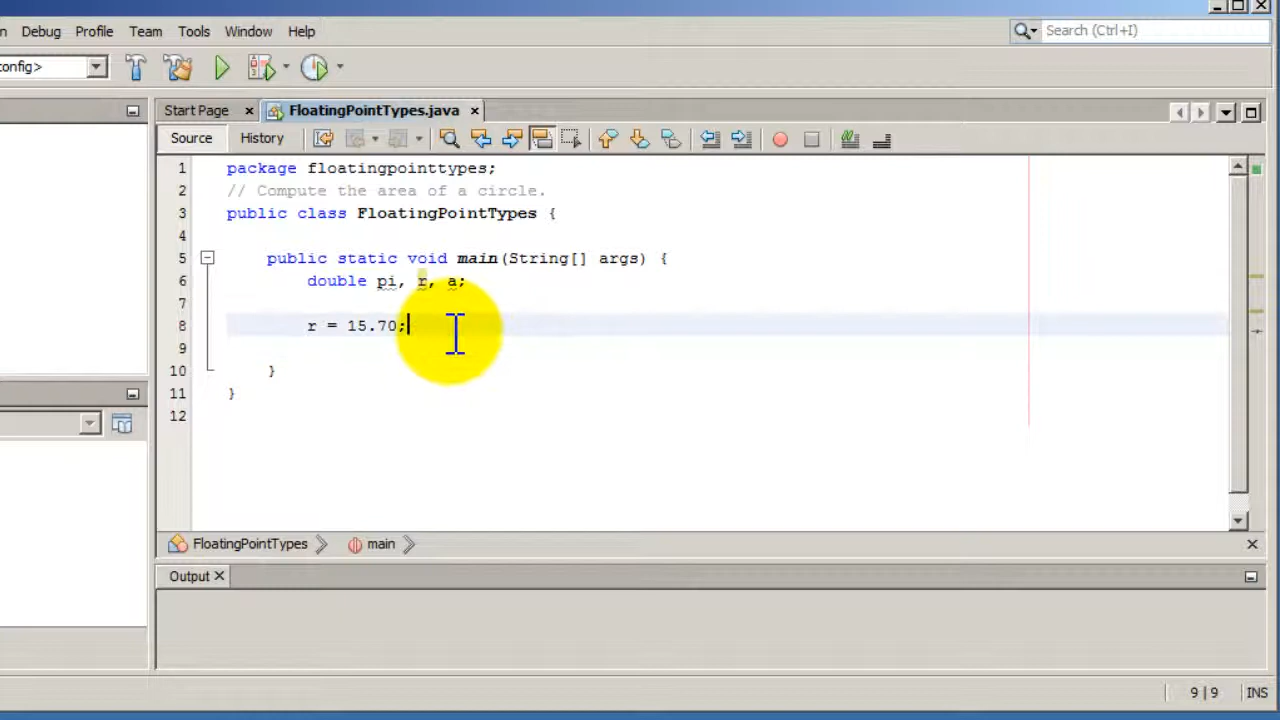 n Debug Profile Team Tools Window Help
Search (Ctrl+I)
onfig>
Start Page × FloatingPointTypes.java ×
Source History
1 package floatingpointtypes;
2 // Compute the area of a circle.
3 public class FloatingPointTypes {
4
5 public static void main(String[] args) {
6 double pi, r, a;
7
8 r = 15.70;
9
10 }
11 }
12
FloatingPointTypes main
Output
9|9 INS